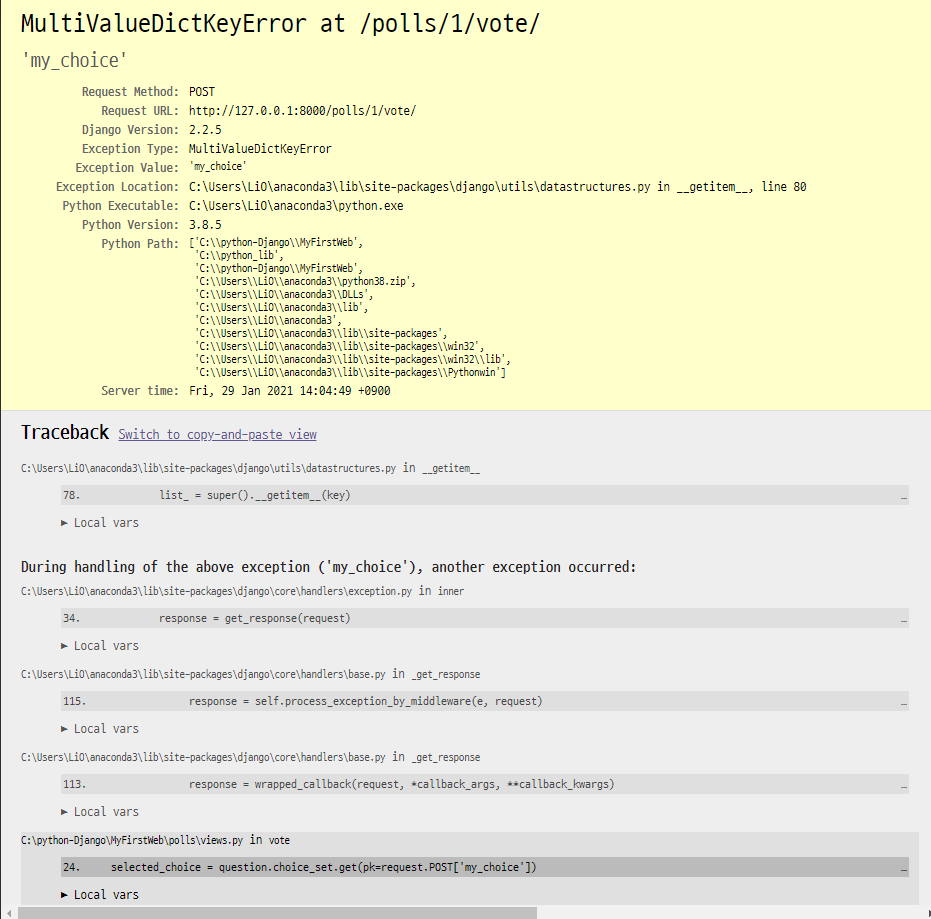 MultiValueDictKeyError at /polls/1/vote/
'my_choice'
Request Method: POST
Request URL: http://127.0.0.1:8000/polls/1/vote/
Django Version: 2.2.5
Exception Type: MultiValueDictKeyError
Exception Value: 'my_choice'
Exception Location: C:\Users\LiO\anaconda3\lib\site-packages\django\utils\datastructures.py in __getitem__, line 80
Python Executable: C:\Users\LiO\anaconda3\python.exe
Python Version: 3.8.5
Python Path: ['C:\\python-Django\\MyFirstWeb',
'C:\\python_lib',
'C:\\python-Django\\MyFirstWeb',
'C:\\Users\\LiO\\anaconda3\\python38.zip',
'C:\\Users\\LiO\\anaconda3\\DLLs',
'C:\\Users\\LiO\\anaconda3\\lib',
'C:\\Users\\LiO\\anaconda3',
'C:\\Users\\LiO\\anaconda3\\lib\\site-packages',
'C:\\Users\\LiO\\anaconda3\\lib\\site-packages\\win32',
'C:\\Users\\LiO\\anaconda3\\lib\\site-packages\\win32\\lib',
'C:\\Users\\LiO\\anaconda3\\lib\\site-packages\\Pythonwin']
Server time: Fri, 29 Jan 2021 14:04:49 +0900
Traceback Switch to copy-and-paste view
C:\Users\LiO\anaconda3\lib\site-packages\django\utils\datastructures.py in __getitem__
78. list_ = super().__getitem__(key) …
▶ Local vars
During handling of the above exception ('my_choice'), another exception occurred:
C:\Users\LiO\anaconda3\lib\site-packages\django\core\handlers\exception.py in inner
34. response = get_response(request) …
▶ Local vars
C:\Users\LiO\anaconda3\lib\site-packages\django\core\handlers\base.py in _get_response
115. response = self.process_exception_by_middleware(e, request) …
▶ Local vars
C:\Users\LiO\anaconda3\lib\site-packages\django\core\handlers\base.py in _get_response
113. response = wrapped_callback(request, *callback_args, **callback_kwargs) …
▶ Local vars
C:\python-Django\MyFirstWeb\polls\views.py in vote
24. selected_choice = question.choice_set.get(pk=request.POST['my_choice']) …
▶ Local vars